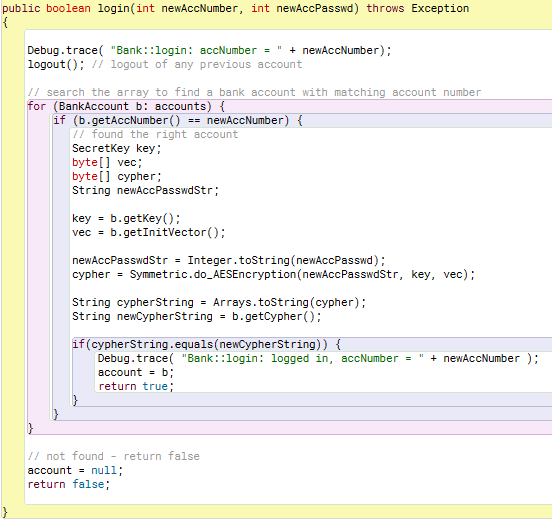 public boolean login(int newAccNumber, int newAccPasswd) throws Exception
{
Debug.trace( "Bank::login: accNumber = " + newAccNumber);
logout(); // logout of any previous account
// search the array to find a bank account with matching account number
for (BankAccount b: accounts) {
if (b.getAccNumber() == newAccNumber) {
// found the right account
SecretKey key;
byte[] vec;
byte[] cypher;
String newAccPasswdStr;
key = b.getKey();
vec = b.getInitVector();
newAccPasswdStr = Integer.toString(newAccPasswd);
cypher = Symmetric.do_AESEncryption(newAccPasswdStr, key, vec);
String cypherString = Arrays.toString(cypher);
String newCypherString = b.getCypher();
if(cypherString.equals(newCypherString)) {
Debug.trace( "Bank::login: logged in, accNumber = " + newAccNumber );
account = b;
return true;
}
}
}
// not found - return false
account = null;
return false;
}